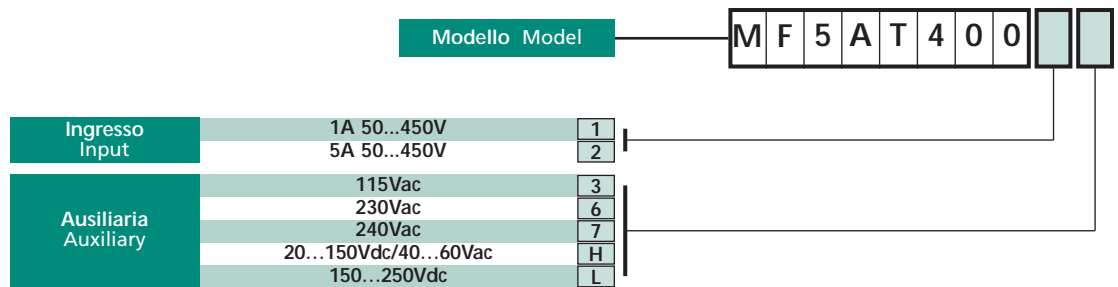 Modello Model M F 5 A T 4 0 0
Ingresso
Input
1A 50...450V 1
5A 50...450V 2
Ausiliaria
Auxiliary
115Vac 3
230Vac 6
240Vac 7
20...150Vdc/40...60Vac H
150...250Vdc L